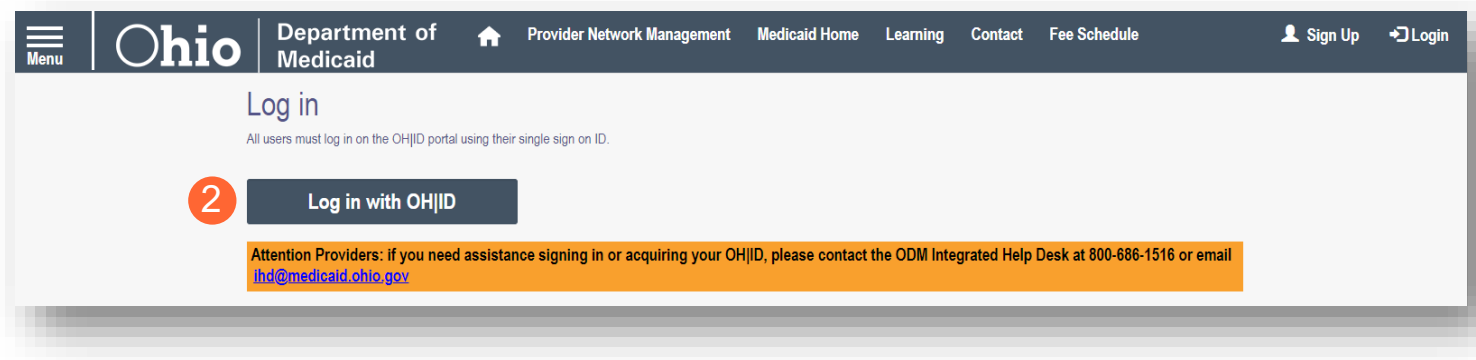 Menu
Ohio
Department of
Medicaid
Provider Network Management Medicaid Home Learning Contact Fee Schedule
Sign Up Login
Log in
All users must log in on the OH|ID portal using their single sign on ID.
2
Log in with OH|ID
Attention Providers: if you need assistance signing in or acquiring your OH|ID, please contact the ODM Integrated Help Desk at 800-686-1516 or email
ihd@medicaid.ohio.gov